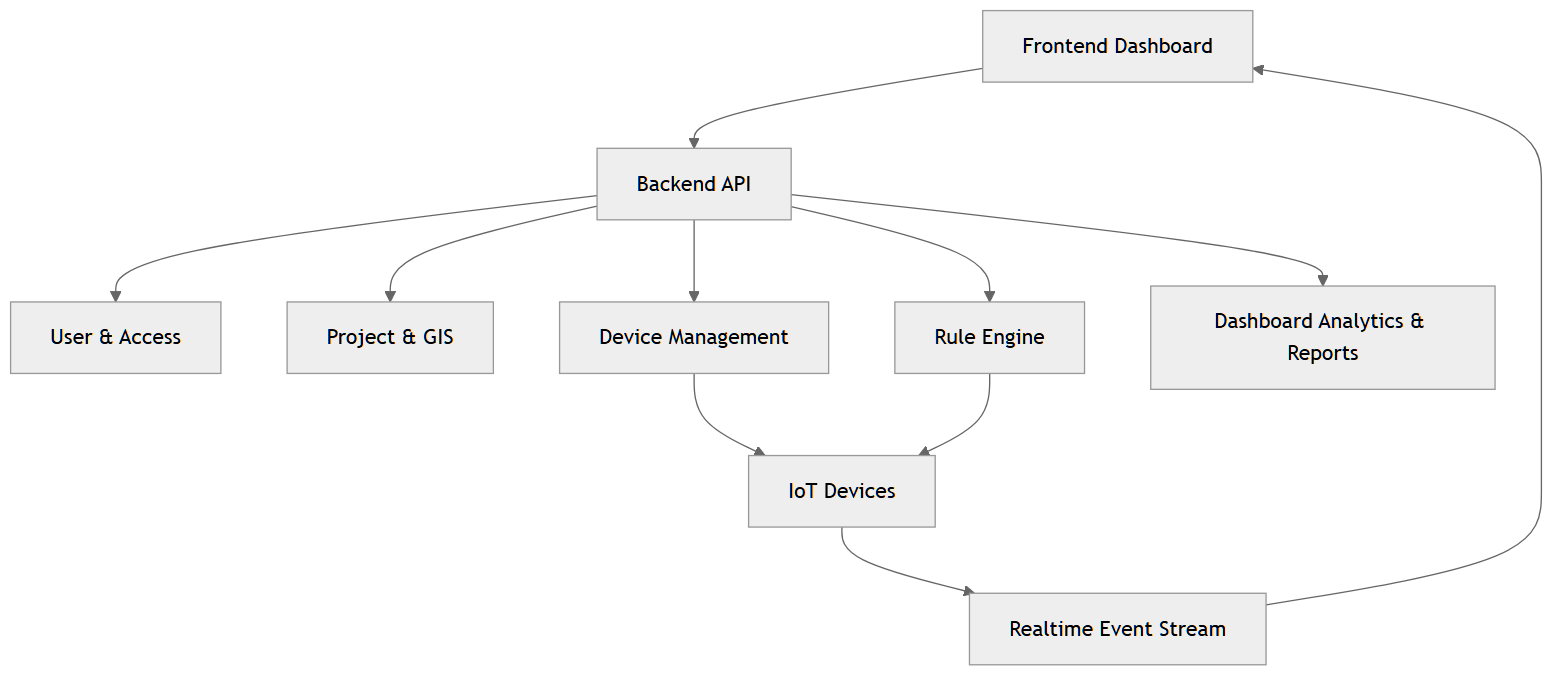 Frontend Dashboard
Backend API
User & Access
Project & GIS
Device Management
Rule Engine
Dashboard Analytics &
Reports
IoT Devices
Realtime Event Stream